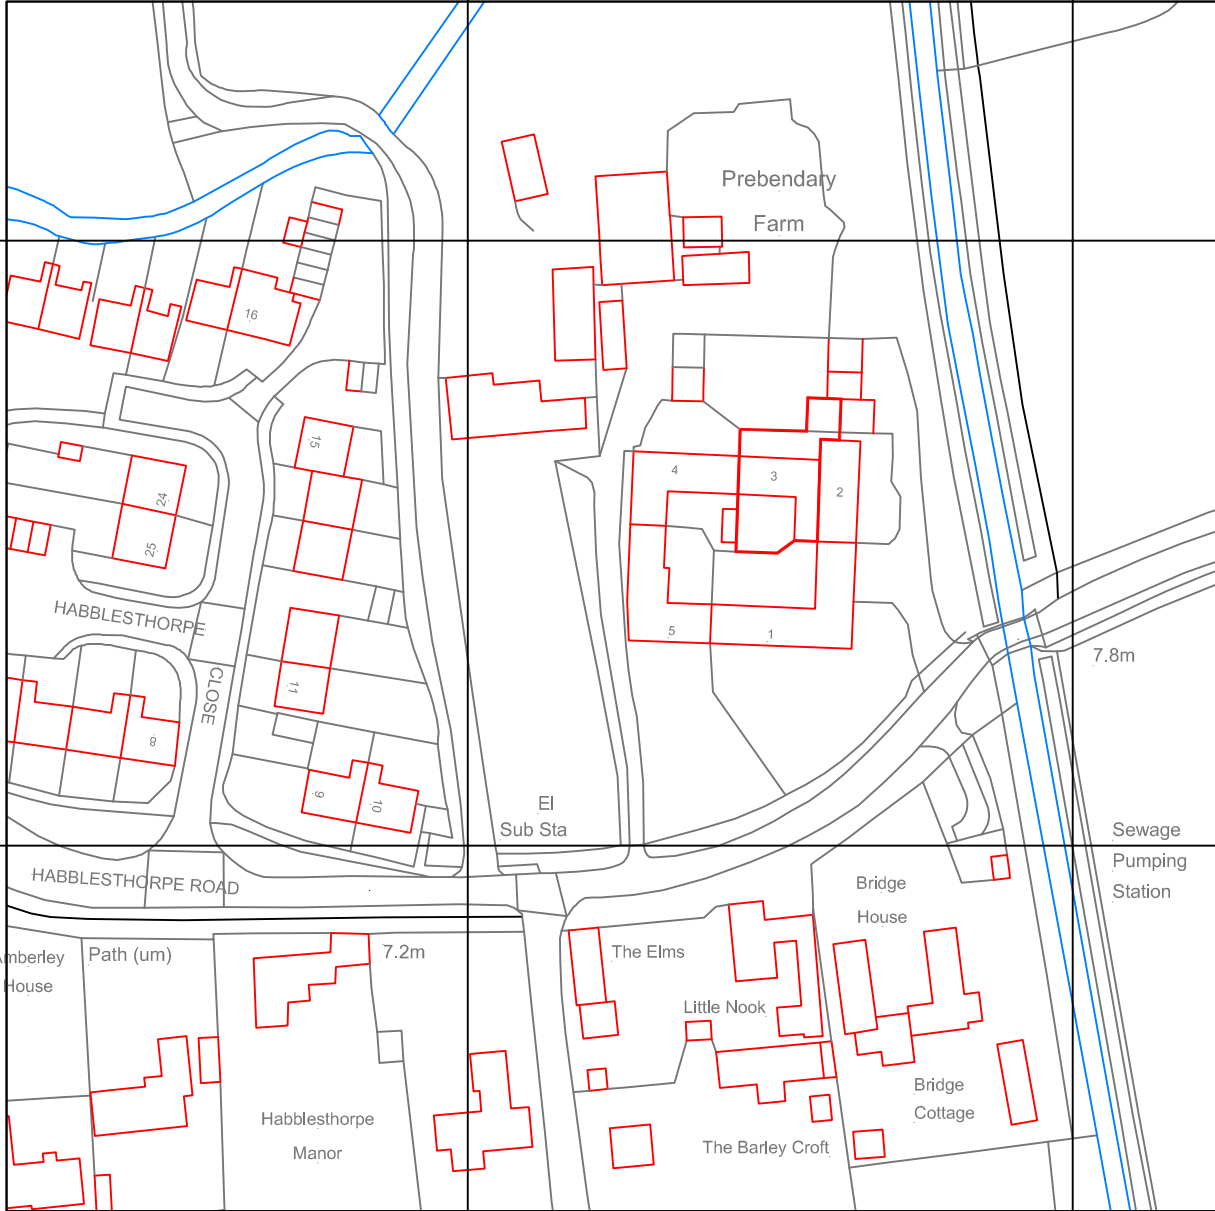 Prebendary
Farm
16
15
24
25
4
3
2
5
1
HABBLESTHORPE
CLOSE
11
8
9
10
7.8m
El
Sub Sta
Sewage
Pumping
Station
HABBLESTHORPE ROAD
Bridge
House
mberley
House
Path (um)
7.2m
The Elms
Little Nook
Bridge
Cottage
Habblesthorpe
Manor
The Barley Croft